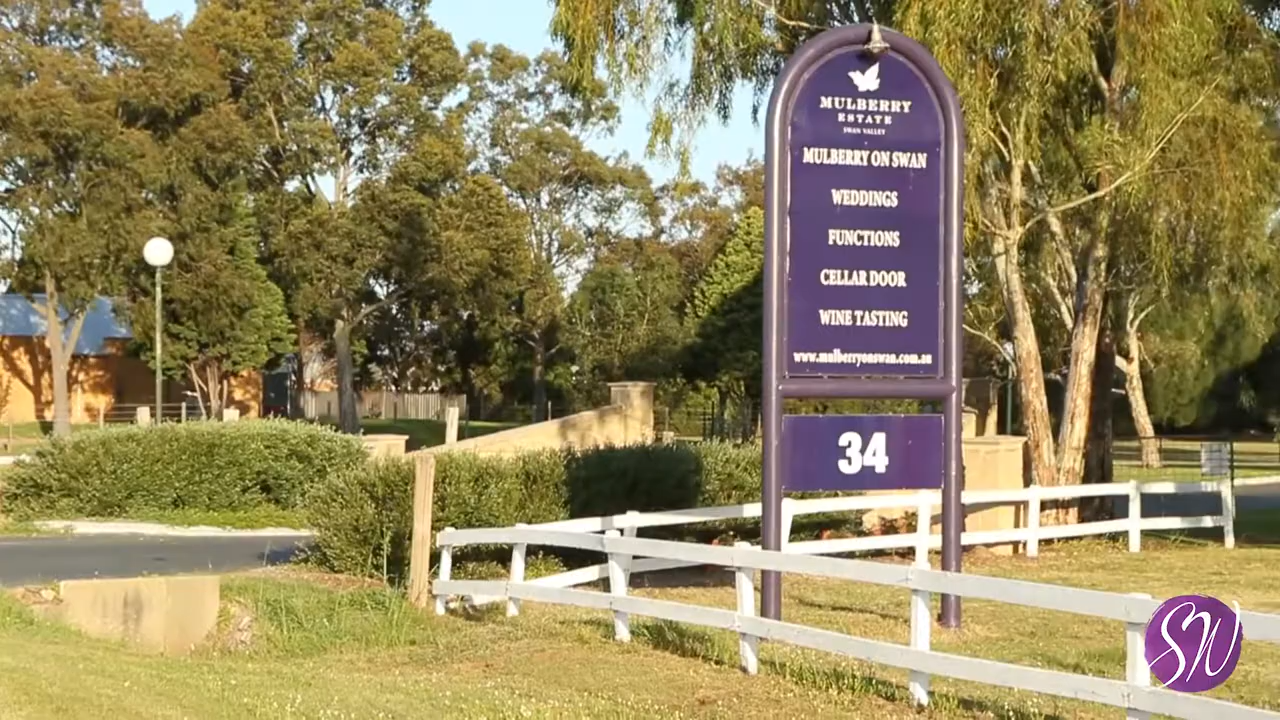 MULBERRY
ESTATE
SWAN VALLEY
MULBERRY ON SWAN
WEDDINGS
FUNCTIONS
CELLAR DOOR
WINE TASTING
www.mulberryonswan.com.au
34
SW